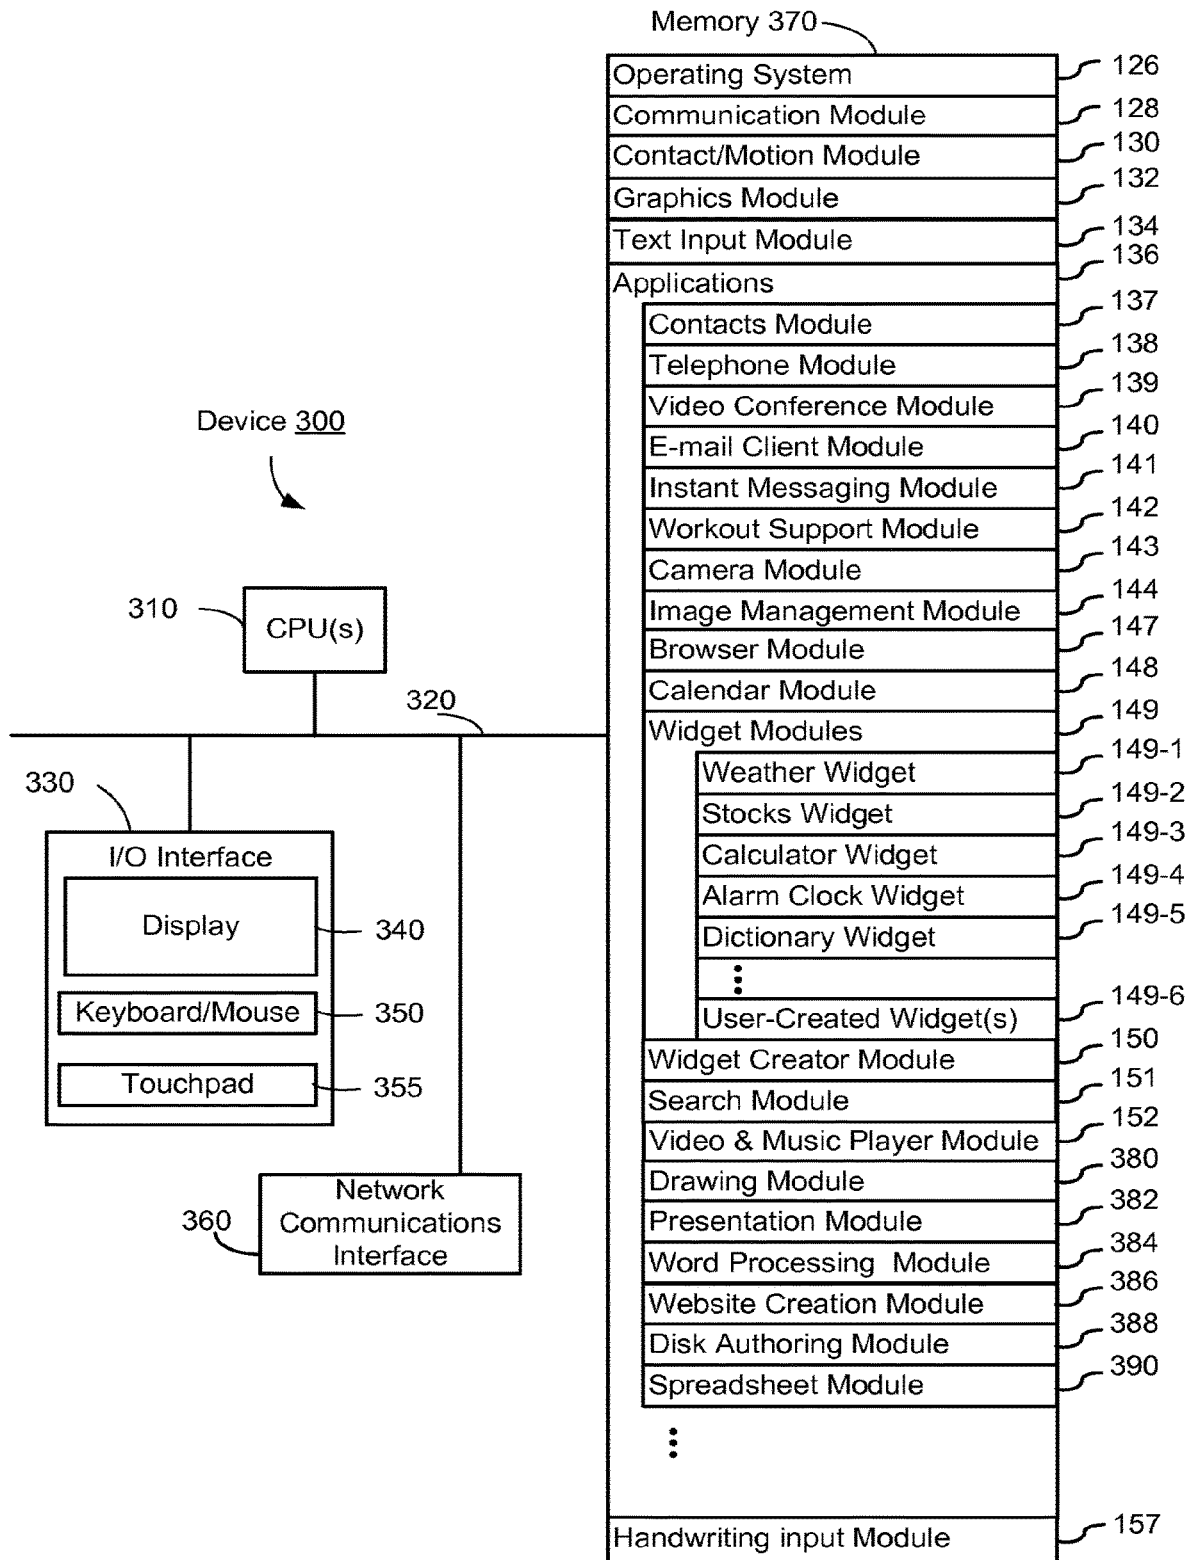 Memory 370
Operating System 126
Communication Module 128
Contact/Motion Module 130
Graphics Module 132
Text Input Module 134
Applications 136
Contacts Module 137
Telephone Module 138
Video Conference Module 139
E-mail Client Module 140
Instant Messaging Module 141
Workout Support Module 142
Camera Module 143
Image Management Module 144
Browser Module 147
Calendar Module 148
Widget Modules 149
Weather Widget 149-1
Stocks Widget 149-2
Calculator Widget 149-3
Alarm Clock Widget 149-4
Dictionary Widget 149-5
User-Created Widget(s) 149-6
Widget Creator Module 150
Search Module 151
Video & Music Player Module 152
Drawing Module 380
Presentation Module 382
Word Processing Module 384
Website Creation Module 386
Disk Authoring Module 388
Spreadsheet Module 390
Handwriting input Module 157
Device 300
310
CPU(s)
320
330
I/O Interface
Display 340
Keyboard/Mouse 350
Touchpad 355
360
Network
Communications
Interface